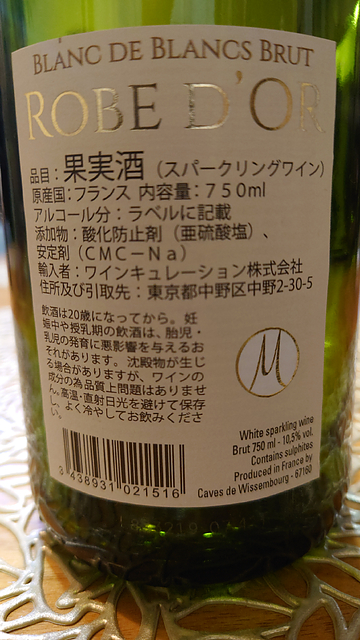 BLANC DE BLANCS BRUT
ROBE D'OR
品目：果実酒（スパークリングワイン）
原産国：フランス 内容量：750ml
アルコール分：ラベルに記載
添加物：酸化防止剤（亜硫酸塩）、
安定剤（CMC－Na）
輸入者：ワインキュレーション株式会社
住所及び引取先：東京都中野区中野2-30-5
飲酒は20歳になってから。妊
娠中や授乳期の飲酒は、胎児・
乳児の発育に悪影響を与えるお
それがあります。沈殿物が生じ
る場合がありますが、ワインの
成分の為品質上問題はありませ
ん。高温・直射日光を避けて保存
し、よく冷やしてお飲みくださ
い。
M
White sparkling wine
Brut 750 ml - 10,5% vol.
Contains sulphites
Produced in France by
Caves de Wissembourg - 67160
3 438931 021516